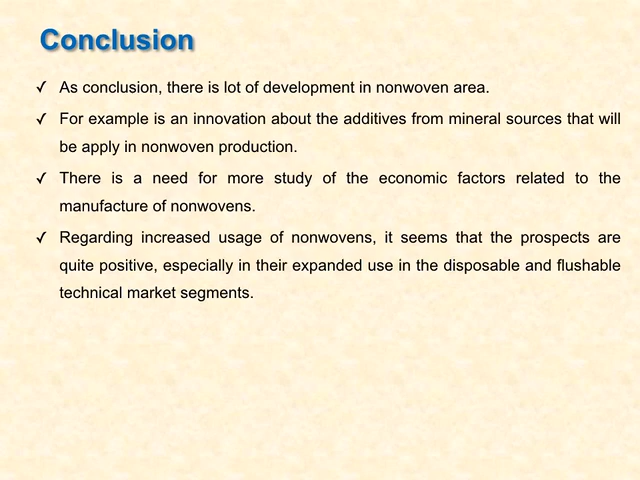 Conclusion
✓ As conclusion, there is lot of development in nonwoven area.
✓ For example is an innovation about the additives from mineral sources that will
be apply in nonwoven production.
✓ There is a need for more study of the economic factors related to the
manufacture of nonwovens.
✓ Regarding increased usage of nonwovens, it seems that the prospects are
quite positive, especially in their expanded use in the disposable and flushable
technical market segments.